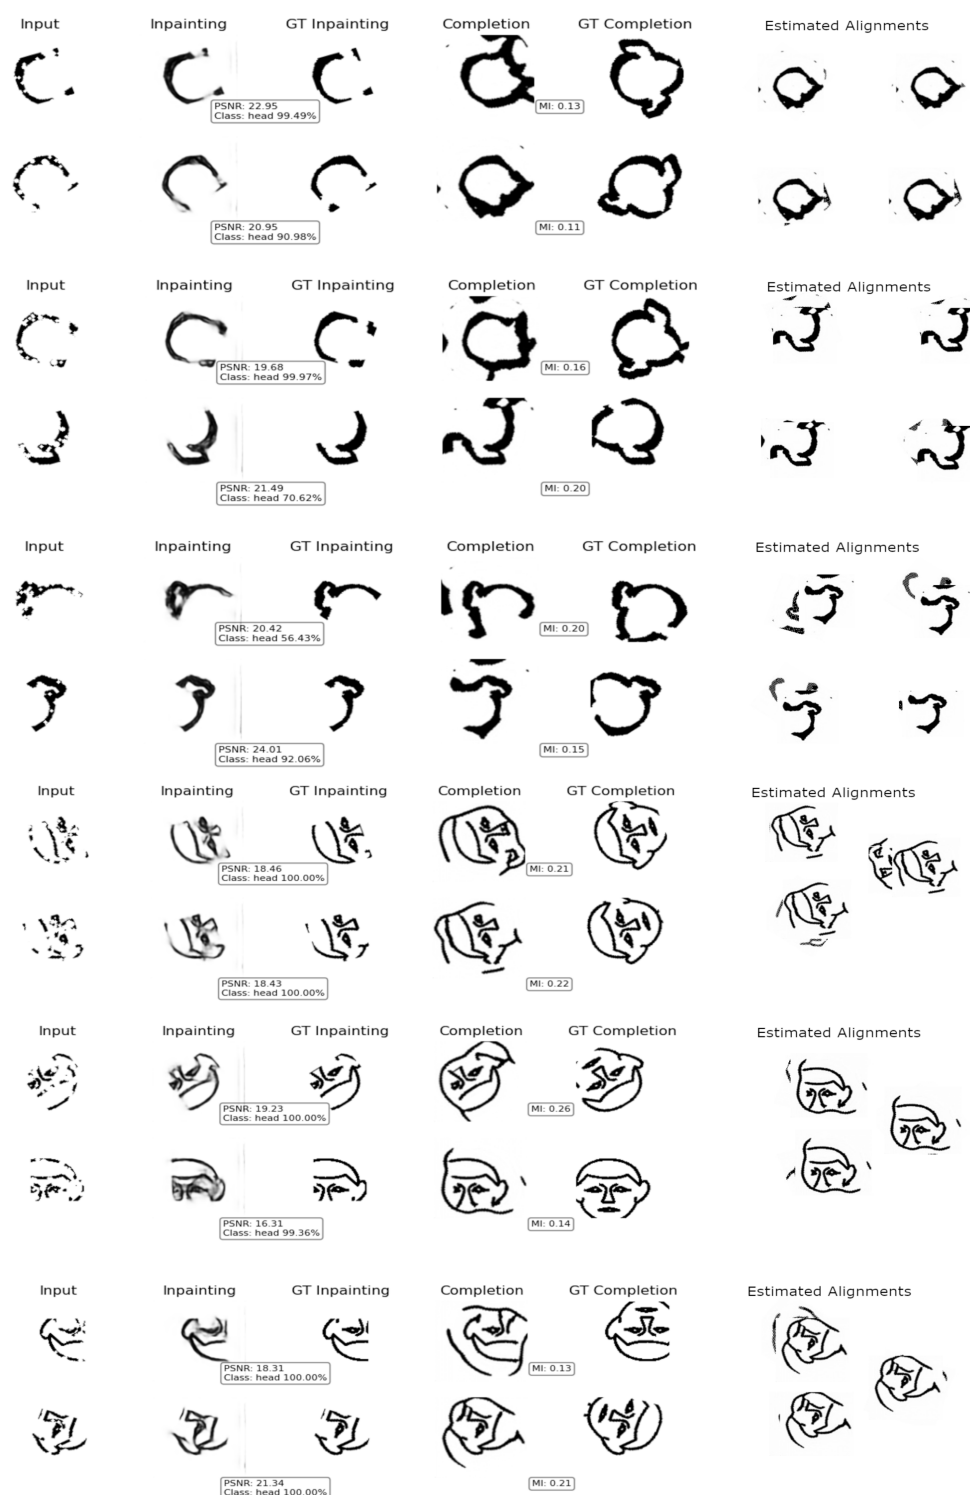 Input Inpainting GT Inpainting Completion GT Completion Estimated Alignments
PSNR: 22.95
Class: head 99.49%
MI: 0.13
PSNR: 20.95
Class: head 90.98%
MI: 0.11
Input Inpainting GT Inpainting Completion GT Completion Estimated Alignments
PSNR: 19.68
Class: head 99.97%
MI: 0.16
PSNR: 21.49
Class: head 70.62%
MI: 0.20
Input Inpainting GT Inpainting Completion GT Completion Estimated Alignments
PSNR: 20.42
Class: head 56.43%
MI: 0.20
PSNR: 24.01
Class: head 92.06%
MI: 0.15
Input Inpainting GT Inpainting Completion GT Completion Estimated Alignments
PSNR: 18.46
Class: head 100.00%
MI: 0.21
PSNR: 18.43
Class: head 100.00%
MI: 0.22
Input Inpainting GT Inpainting Completion GT Completion Estimated Alignments
PSNR: 19.23
Class: head 100.00%
MI: 0.26
PSNR: 16.31
Class: head 99.36%
MI: 0.14
Input Inpainting GT Inpainting Completion GT Completion Estimated Alignments
PSNR: 18.31
Class: head 100.00%
MI: 0.13
PSNR: 21.34
Class: head 100.00%
MI: 0.21